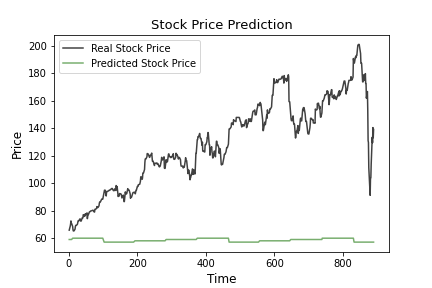 Stock Price Prediction
Real Stock Price
Predicted Stock Price
200
180
160
140
120
100
80
60
Price
0 200 400 600 800
Time